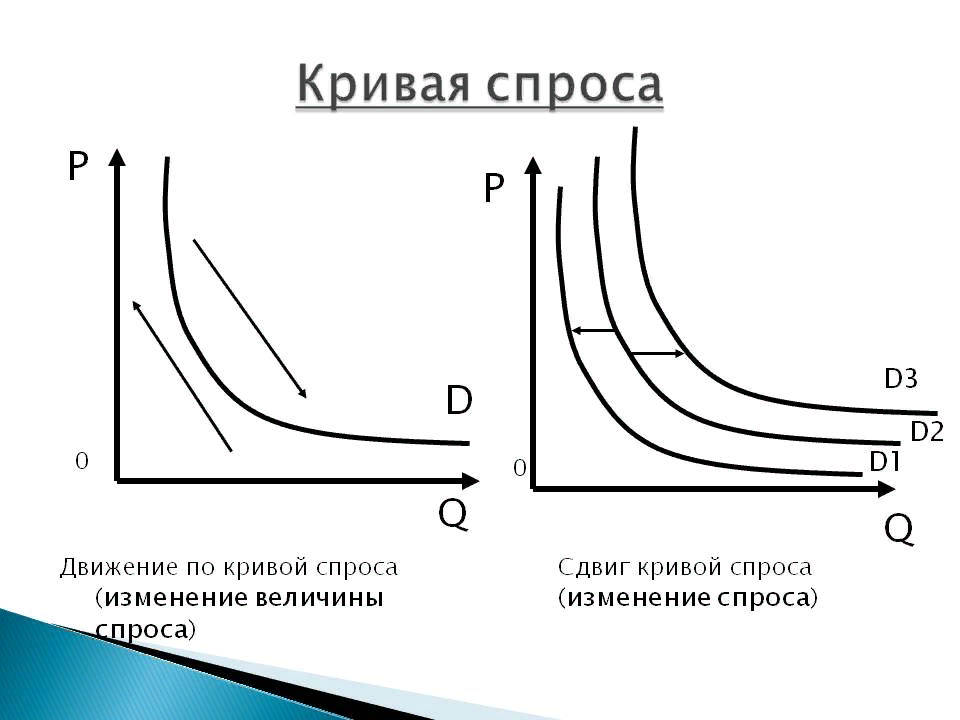 Кривая спроса
P
D
0
Q
Движение по кривой спроса
(изменение величины
спроса)
P
D3
D2
D1
0
Q
Сдвиг кривой спроса
(изменение спроса)